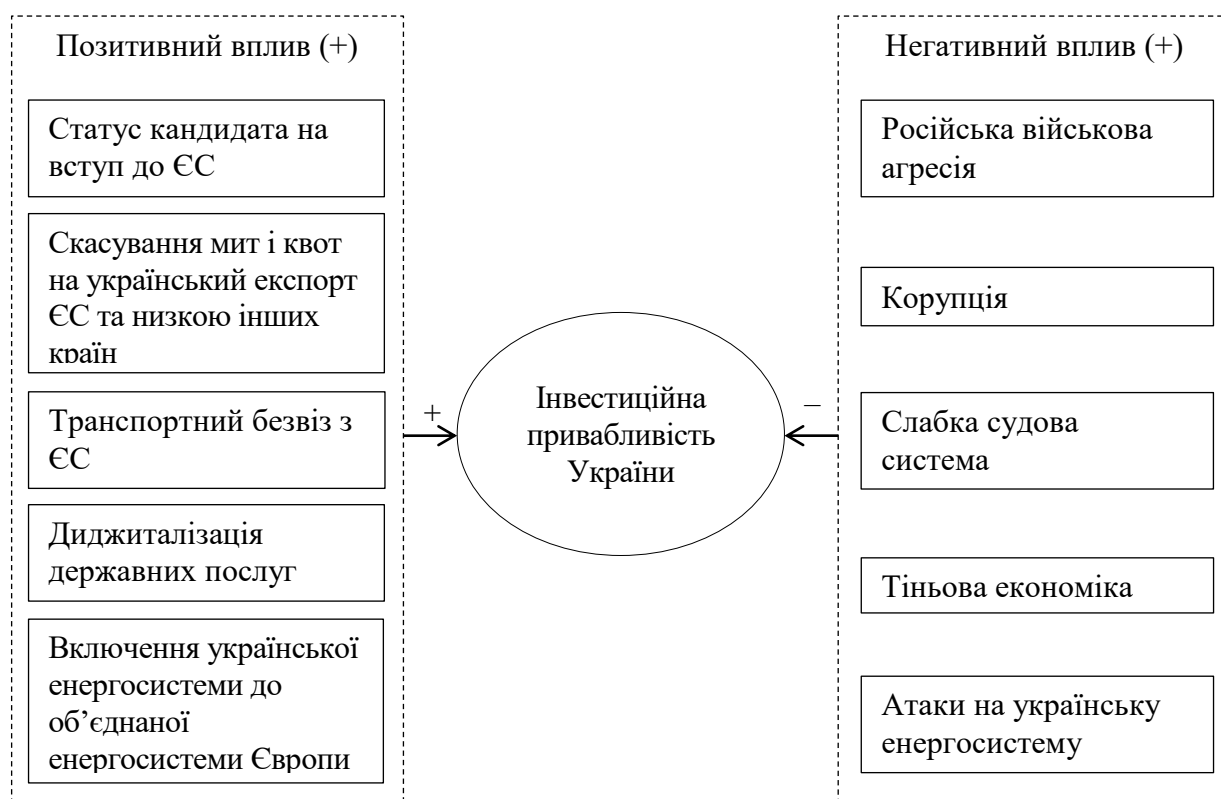 Позитивний вплив (+)
Статус кандидата на
вступ до ЄС
Скасування мит і квот
на український експорт
ЄС та низкою інших
країн
Транспортний безвіз з
ЄС
Диджиталізація
державних послуг
Включення української
енергосистеми до
об’єднаної
енергосистеми Європи
+
Інвестиційна
привабливість
України
–
Негативний вплив (+)
Російська військова
агресія
Корупція
Слабка судова
система
Тіньова економіка
Атаки на українську
енергосистему